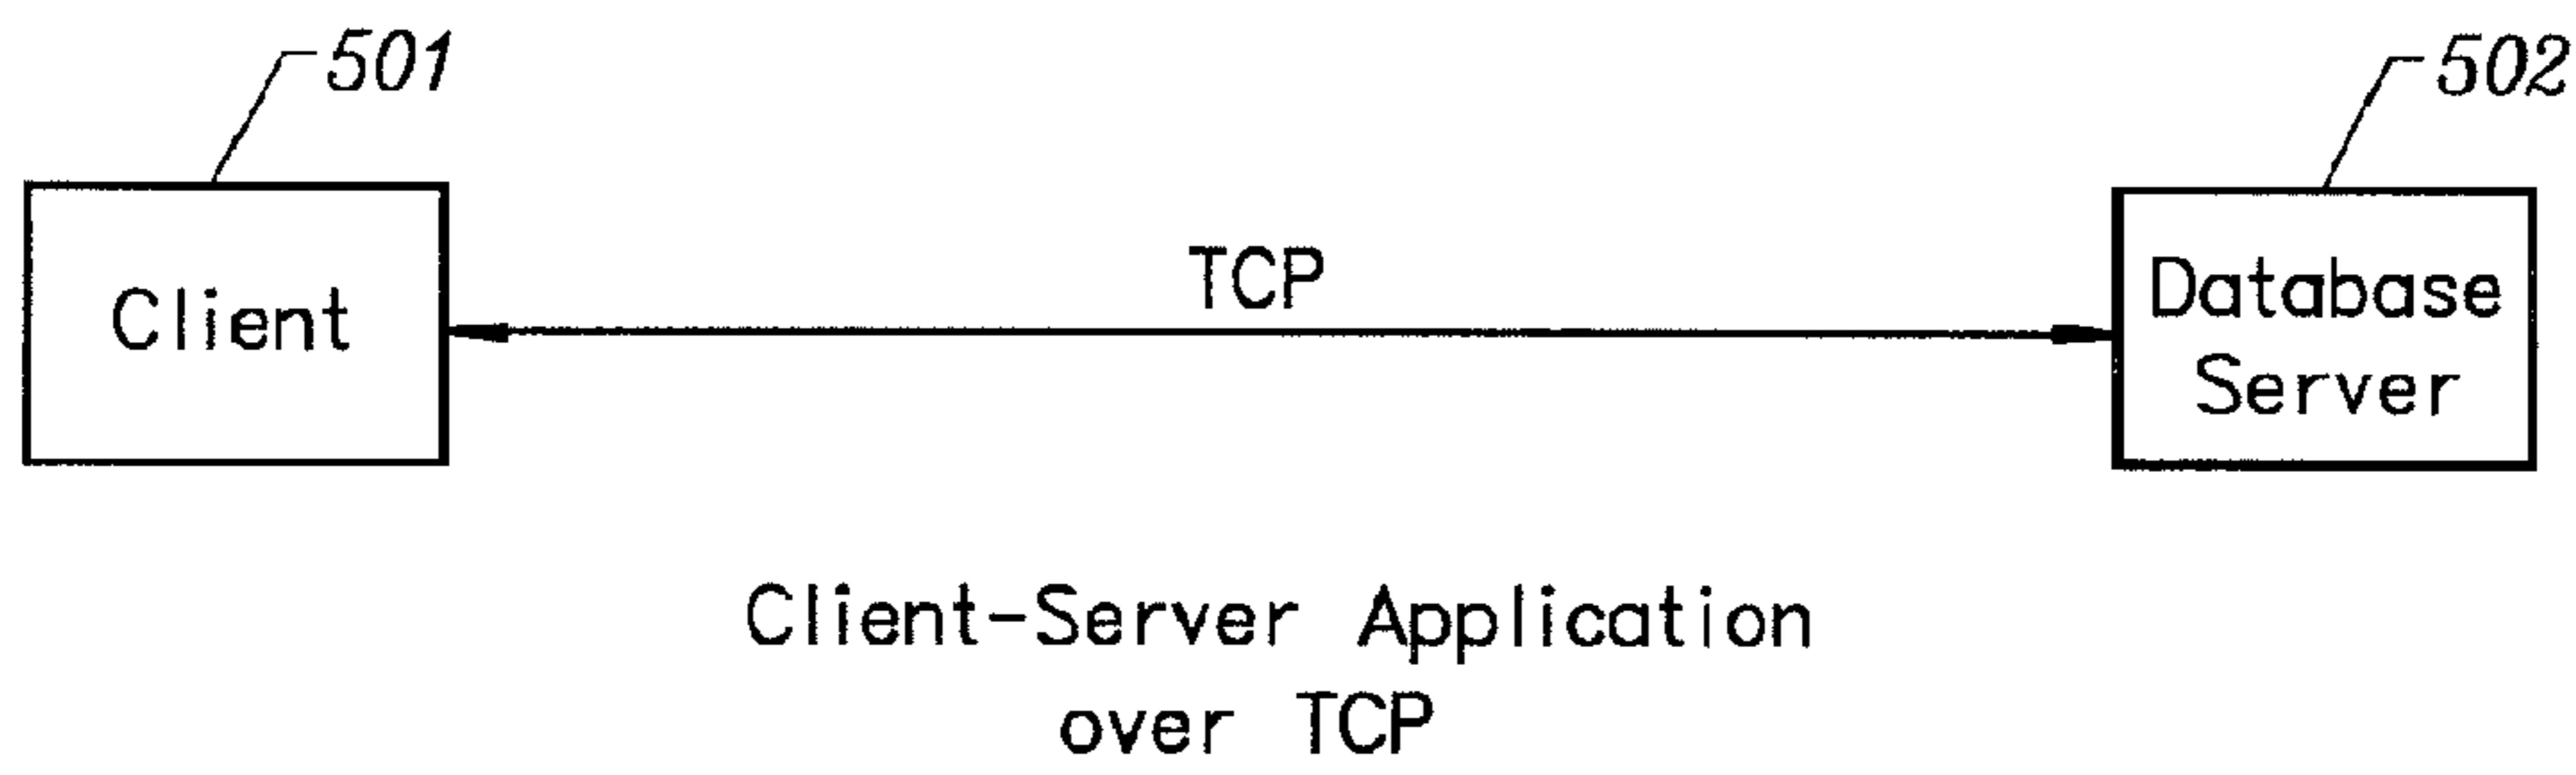 501
502
Client
TCP
Database
Server
Client-Server Application
over TCP